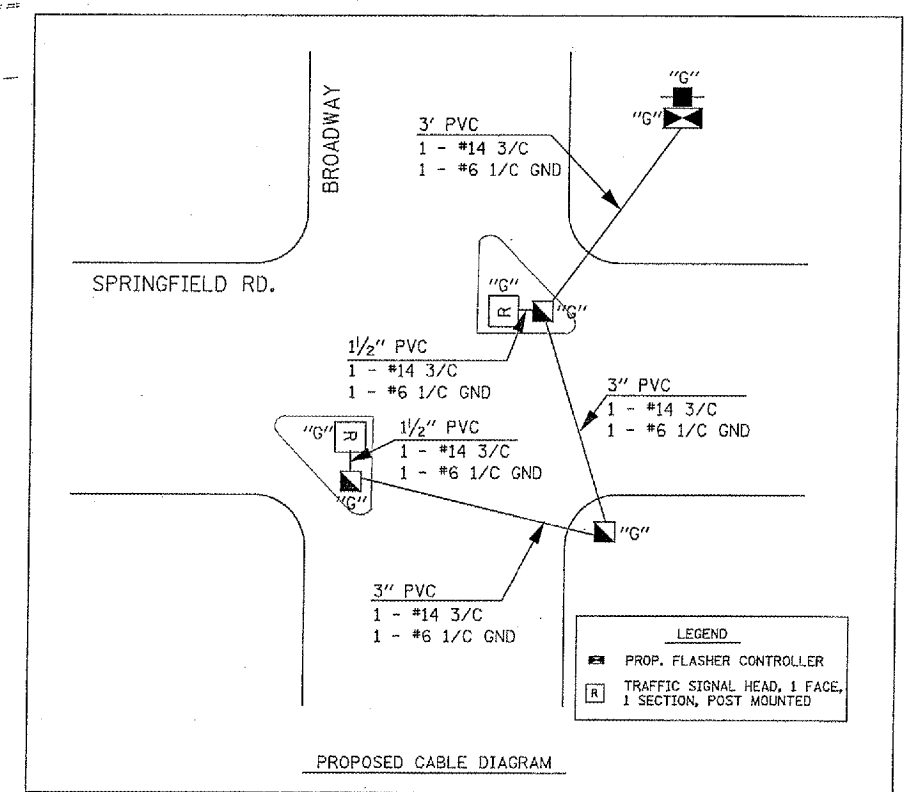 "G"
"G"
BROADWAY
3' PVC
1 - #14 3/C
1 - #6 1/C GND
SPRINGFIELD RD.
"G"
R
"G"
1½" PVC
1 - #14 3/C
1 - #6 1/C GND
3" PVC
1 - #14 3/C
1 - #6 1/C GND
"G"
R
1½" PVC
1 - #14 3/C
1 - #6 1/C GND
"G"
"G"
3" PVC
1 - #14 3/C
1 - #6 1/C GND
LEGEND
PROP. FLASHER CONTROLLER
R
TRAFFIC SIGNAL HEAD, 1 FACE,
1 SECTION, POST MOUNTED
PROPOSED CABLE DIAGRAM